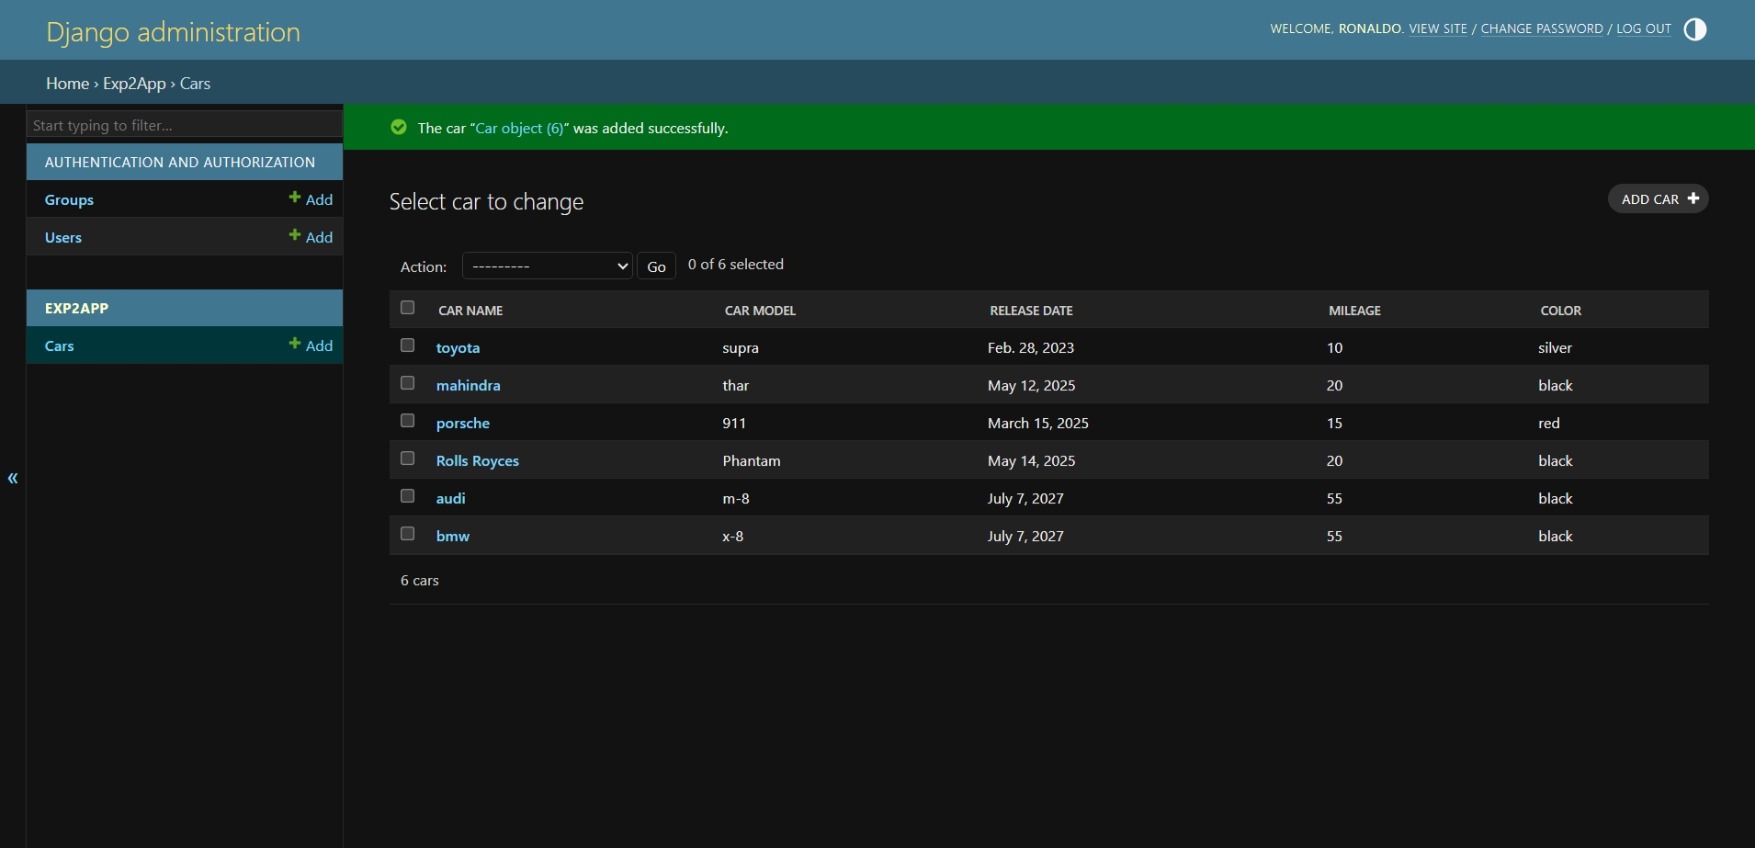 Django administration
WELCOME, RONALDO. VIEW SITE / CHANGE PASSWORD / LOG OUT
Home › Exp2App › Cars
Start typing to filter...
AUTHENTICATION AND AUTHORIZATION
Groups + Add
Users + Add
EXP2APP
Cars + Add
«
The car “Car object (6)” was added successfully.
Select car to change
ADD CAR +
Action: --------- Go 0 of 6 selected
CAR NAME CAR MODEL RELEASE DATE MILEAGE COLOR
toyota supra Feb. 28, 2023 10 silver
mahindra thar May 12, 2025 20 black
porsche 911 March 15, 2025 15 red
Rolls Royces Phantam May 14, 2025 20 black
audi m-8 July 7, 2027 55 black
bmw x-8 July 7, 2027 55 black
6 cars